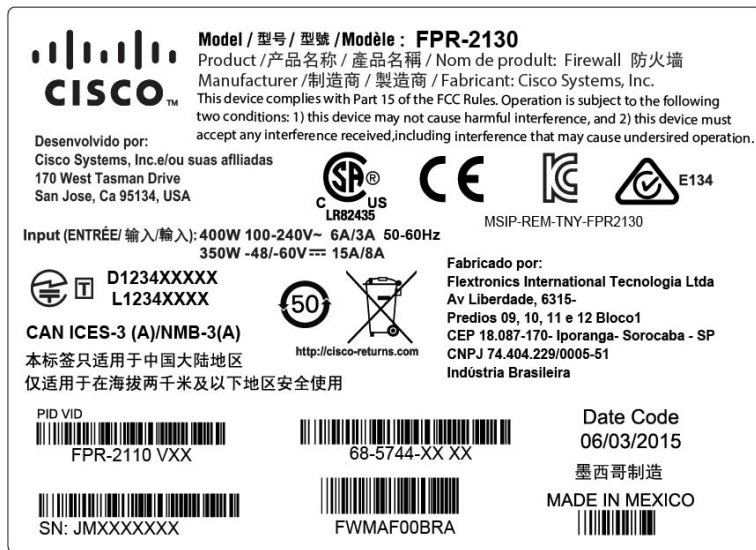 CISCO™
Model / 型号 / 型號 /Modèle : FPR-2130
Product /产品名称 / 產品名稱 / Nom de prodult: Firewall 防火墙
Manufacturer /制造商 / 製造商 / Fabricant: Cisco Systems, Inc.
This device complies with Part 15 of the FCC Rules. Operation is subject to the following
two conditions: 1) this device may not cause harmful interference, and 2) this device must
accept any interference received,including interference that may cause undersired operation.
Desenvolvido por:
Cisco Systems, Inc.e/ou suas aflliadas
170 West Tasman Drive
San Jose, Ca 95134, USA
SA ®
C US
LR82435
CE
E134
MSIP-REM-TNY-FPR2130
Input (ENTRÉE/ 输入/輸入): 400W 100-240V~ 6A/3A 50-60Hz
350W -48/-60V⎓ 15A/8A
T D1234XXXXX
L1234XXXX
CAN ICES-3 (A)/NMB-3(A)
本标签只适用于中国大陆地区
仅适用于在海拔两千米及以下地区安全使用
50
http://cisco-returns.com
Fabricado por:
Flextronics International Tecnologia Ltda
Av Liberdade, 6315-
Predios 09, 10, 11 e 12 Bloco1
CEP 18.087-170- Iporanga- Sorocaba - SP
CNPJ 74.404.229/0005-51
Indústria Brasileira
PID VID
FPR-2110 VXX
68-5744-XX XX
SN: JMXXXXXXX
FWMAF00BRA
Date Code
06/03/2015
墨西哥制造
MADE IN MEXICO